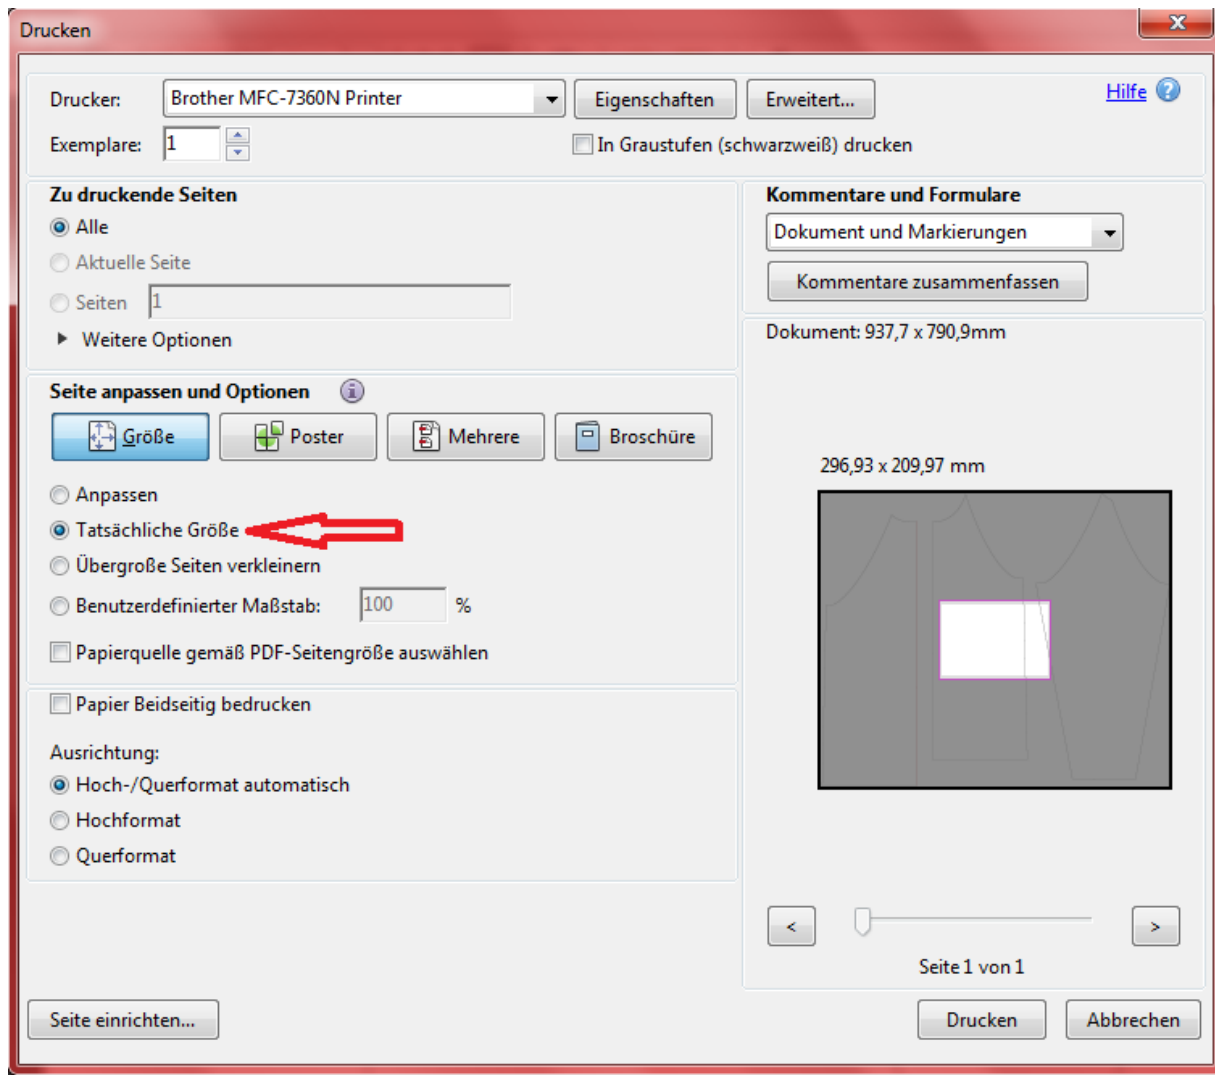 Drucken
Drucker: Brother MFC-7360N Printer Eigenschaften Erweitert... Hilfe
Exemplare: 1 In Graustufen (schwarzweiß) drucken
Zu druckende Seiten
Alle
Aktuelle Seite
Seiten 1
Weitere Optionen
Kommentare und Formulare
Dokument und Markierungen
Kommentare zusammenfassen
Seite anpassen und Optionen
Größe Poster Mehrere Broschüre
Anpassen
Tatsächliche Größe
Übergroße Seiten verkleinern
Benutzerdefinierter Maßstab: 100 %
Papierquelle gemäß PDF-Seitengröße auswählen
Papier Beidseitig bedrucken
Ausrichtung:
Hoch-/Querformat automatisch
Hochformat
Querformat
Dokument: 937,7 x 790,9mm
296,93 x 209,97 mm
< >
Seite 1 von 1
Seite einrichten... Drucken Abbrechen